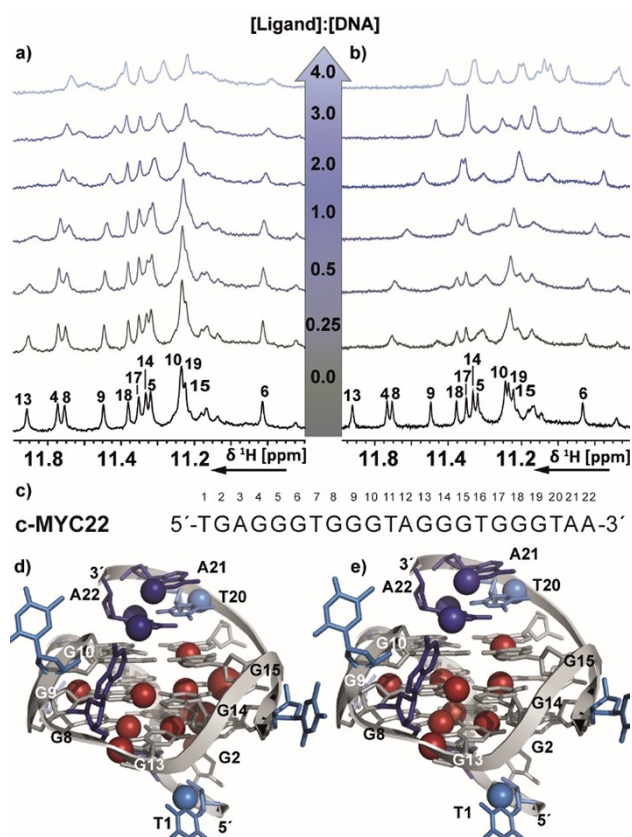 [Ligand]:[DNA]
a)
b)
4.0
3.0
2.0
1.0
0.5
0.25
0.0
13
4
8
9
18
17
14
5
10
19
15
6
13
4
8
9
18
17
14
5
10
19
15
6
11.8 11.6 11.4 11.2
δ ¹H [ppm]
11.8 11.6 11.4 11.2
δ ¹H [ppm]
c)
1 2 3 4 5 6 7 8 9 10 11 12 13 14 15 16 17 18 19 20 21 22
c-MYC22 5´-TGAGGGTGGGTAGGGTGGGTAA-3´
d)
3´
A21
A22
T20
G10
G9
G15
G14
G8
G13
G2
T1
5´
e)
3´
A21
A22
T20
G10
G9
G15
G14
G8
G13
G2
T1
5´